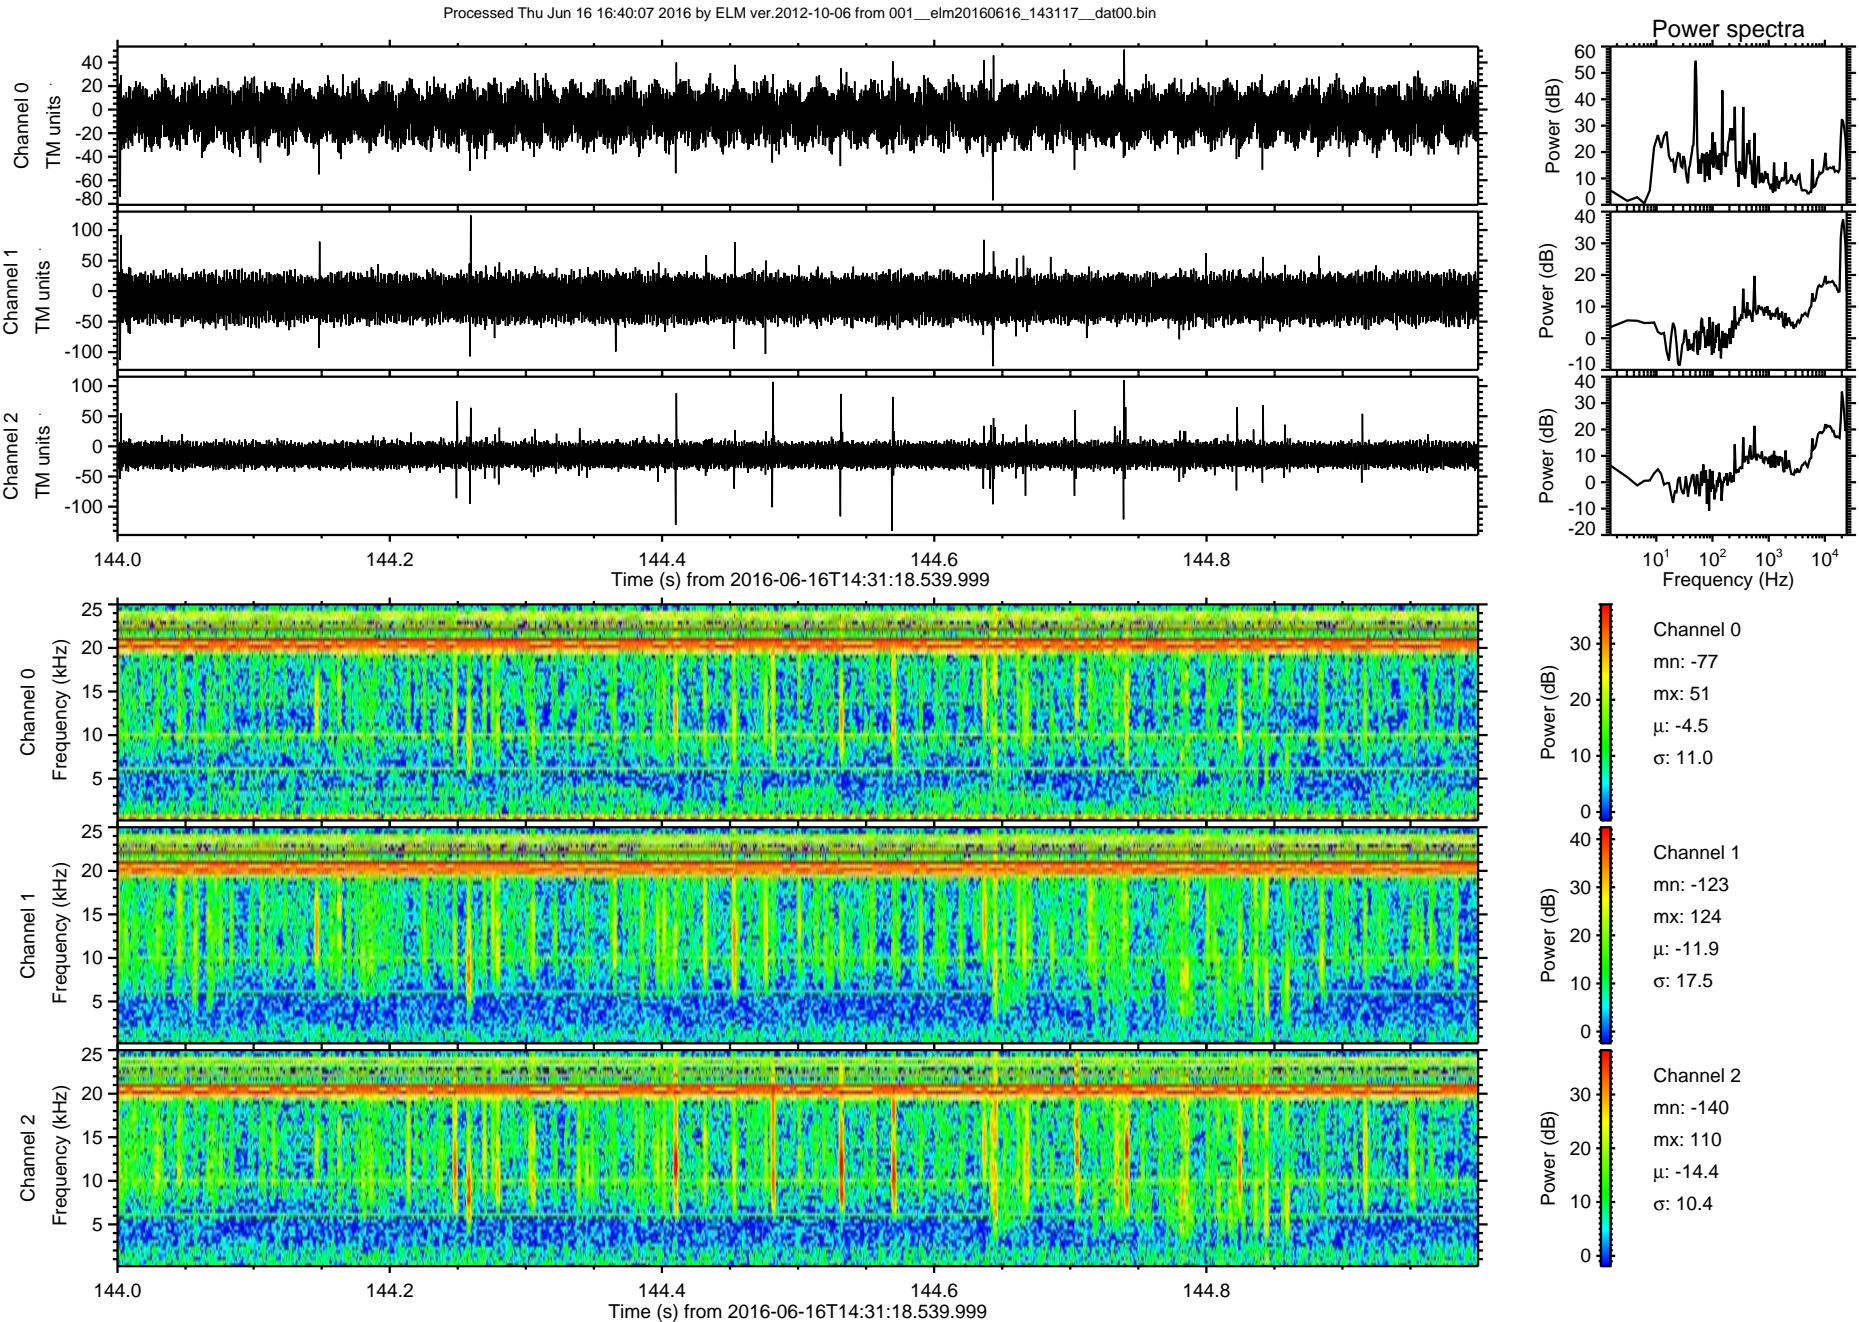 Processed Thu Jun 16 16:40:07 2016 by ELM ver.2012-10-06 from 001__elm20160616_143117__dat00.bin
Power spectra
Channel 0
TM units
40
20
0
-20
-40
-60
-80
Power (dB)
60
50
40
30
20
10
0
Channel 1
TM units
100
50
0
-50
-100
Power (dB)
40
30
20
10
0
-10
Channel 2
TM units
100
50
0
-50
-100
Power (dB)
40
30
20
10
0
-10
-20
144.0 144.2 144.4 144.6 144.8
Time (s) from 2016-06-16T14:31:18.539.999
10^1 10^2 10^3 10^4
Frequency (Hz)
Channel 0
Frequency (kHz)
25
20
15
10
5
Power (dB)
30
20
10
0
Channel 0
mn: -77
mx: 51
μ: -4.5
σ: 11.0
Channel 1
Frequency (kHz)
25
20
15
10
5
Power (dB)
40
30
20
10
0
Channel 1
mn: -123
mx: 124
μ: -11.9
σ: 17.5
Channel 2
Frequency (kHz)
25
20
15
10
5
Power (dB)
30
20
10
0
Channel 2
mn: -140
mx: 110
μ: -14.4
σ: 10.4
144.0 144.2 144.4 144.6 144.8
Time (s) from 2016-06-16T14:31:18.539.999